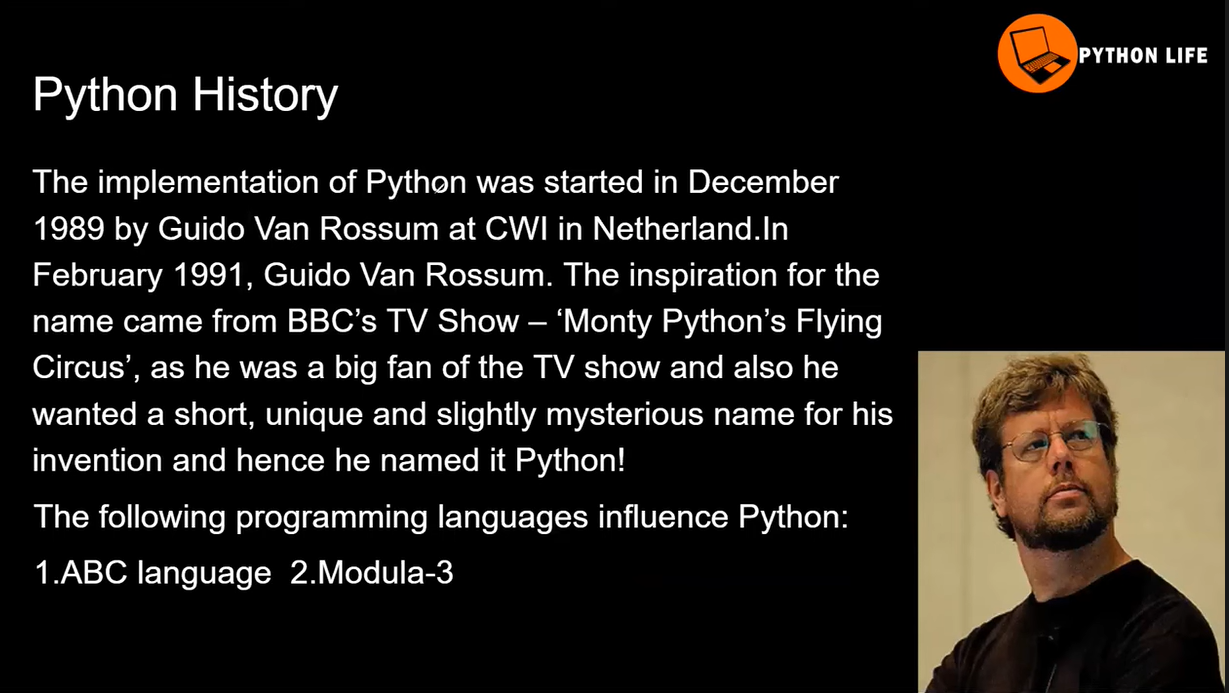 PYTHON LIFE
Python History
The implementation of Python was started in December
1989 by Guido Van Rossum at CWI in Netherland.In
February 1991, Guido Van Rossum. The inspiration for the
name came from BBC’s TV Show – ‘Monty Python’s Flying
Circus’, as he was a big fan of the TV show and also he
wanted a short, unique and slightly mysterious name for his
invention and hence he named it Python!
The following programming languages influence Python:
1.ABC language 2.Modula-3